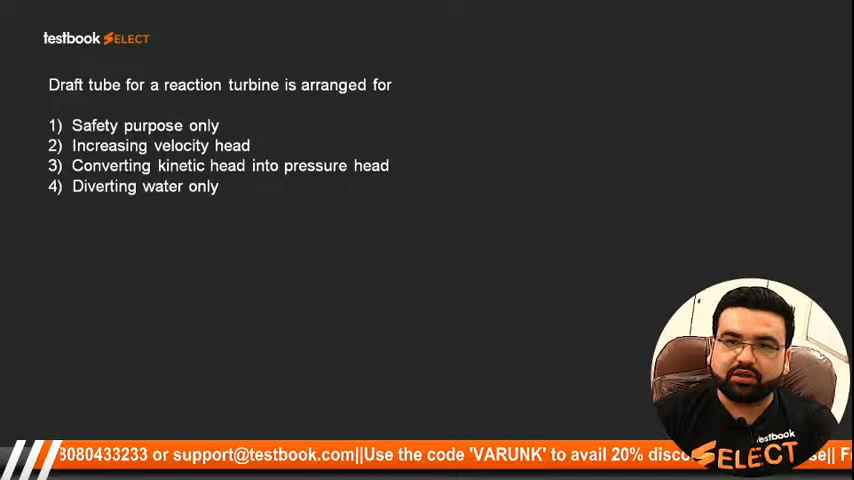 testbook SELECT
Draft tube for a reaction turbine is arranged for
1) Safety purpose only
2) Increasing velocity head
3) Converting kinetic head into pressure head
4) Diverting water only
testbook
SELECT
8080433233 or support@testbook.com||Use the code 'VARUNK' to avail 20% disco se|| F